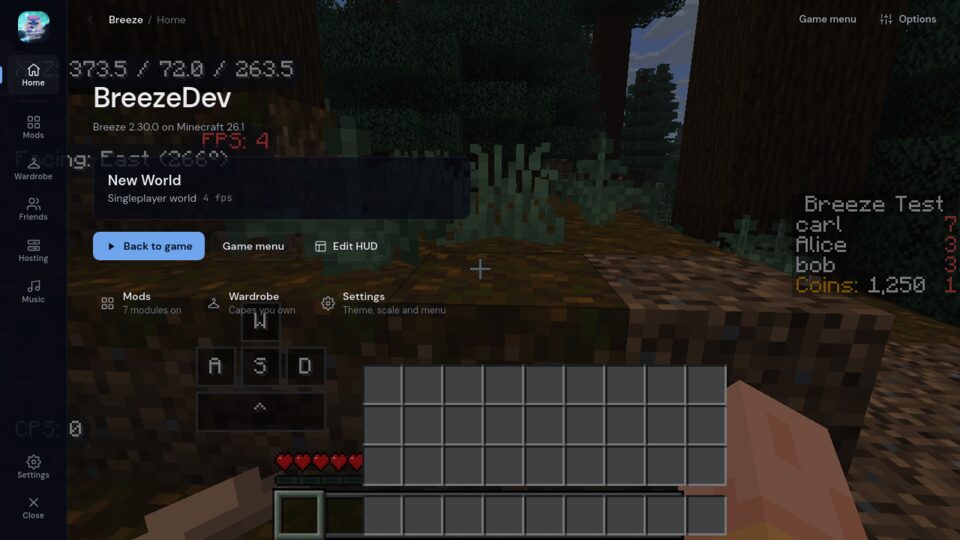 Breeze / Home
Game menu
Options
Home
Mods
Wardrobe
Friends
Hosting
Music
Settings
Close
373.5 / 72.0 / 263.5
BreezeDev
Breeze 2.30.0 on Minecraft 26.1
FPS: 4
Facing: East (266°)
New World
Singleplayer world 4 fps
Back to game
Game menu
Edit HUD
Mods
7 modules on
Wardrobe
Capes you own
Settings
Theme, scale and menu
W
A S D
CPS: 0
Breeze Test
carl 7
Alice 3
bob 3
Coins: 1,250 1